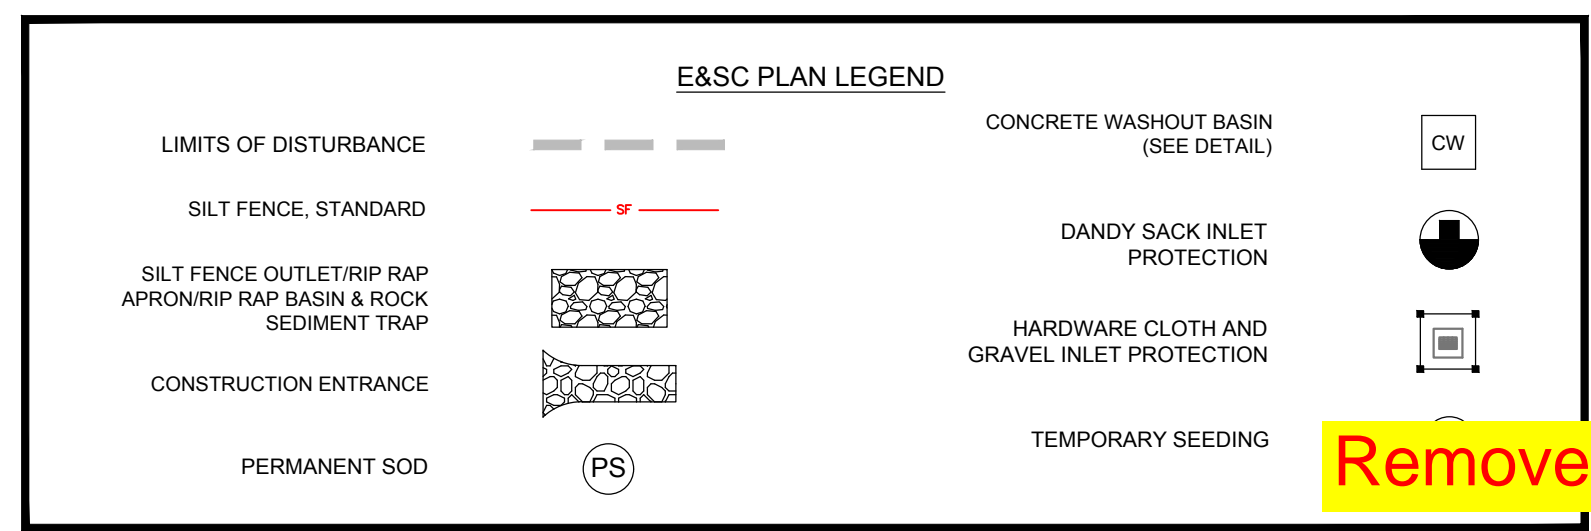 E&SC PLAN LEGEND
LIMITS OF DISTURBANCE
SILT FENCE, STANDARD
SF
SILT FENCE OUTLET/RIP RAP
APRON/RIP RAP BASIN & ROCK
SEDIMENT TRAP
CONSTRUCTION ENTRANCE
PERMANENT SOD
PS
CONCRETE WASHOUT BASIN
(SEE DETAIL)
CW
DANDY SACK INLET
PROTECTION
HARDWARE CLOTH AND
GRAVEL INLET PROTECTION
TEMPORARY SEEDING
Remove